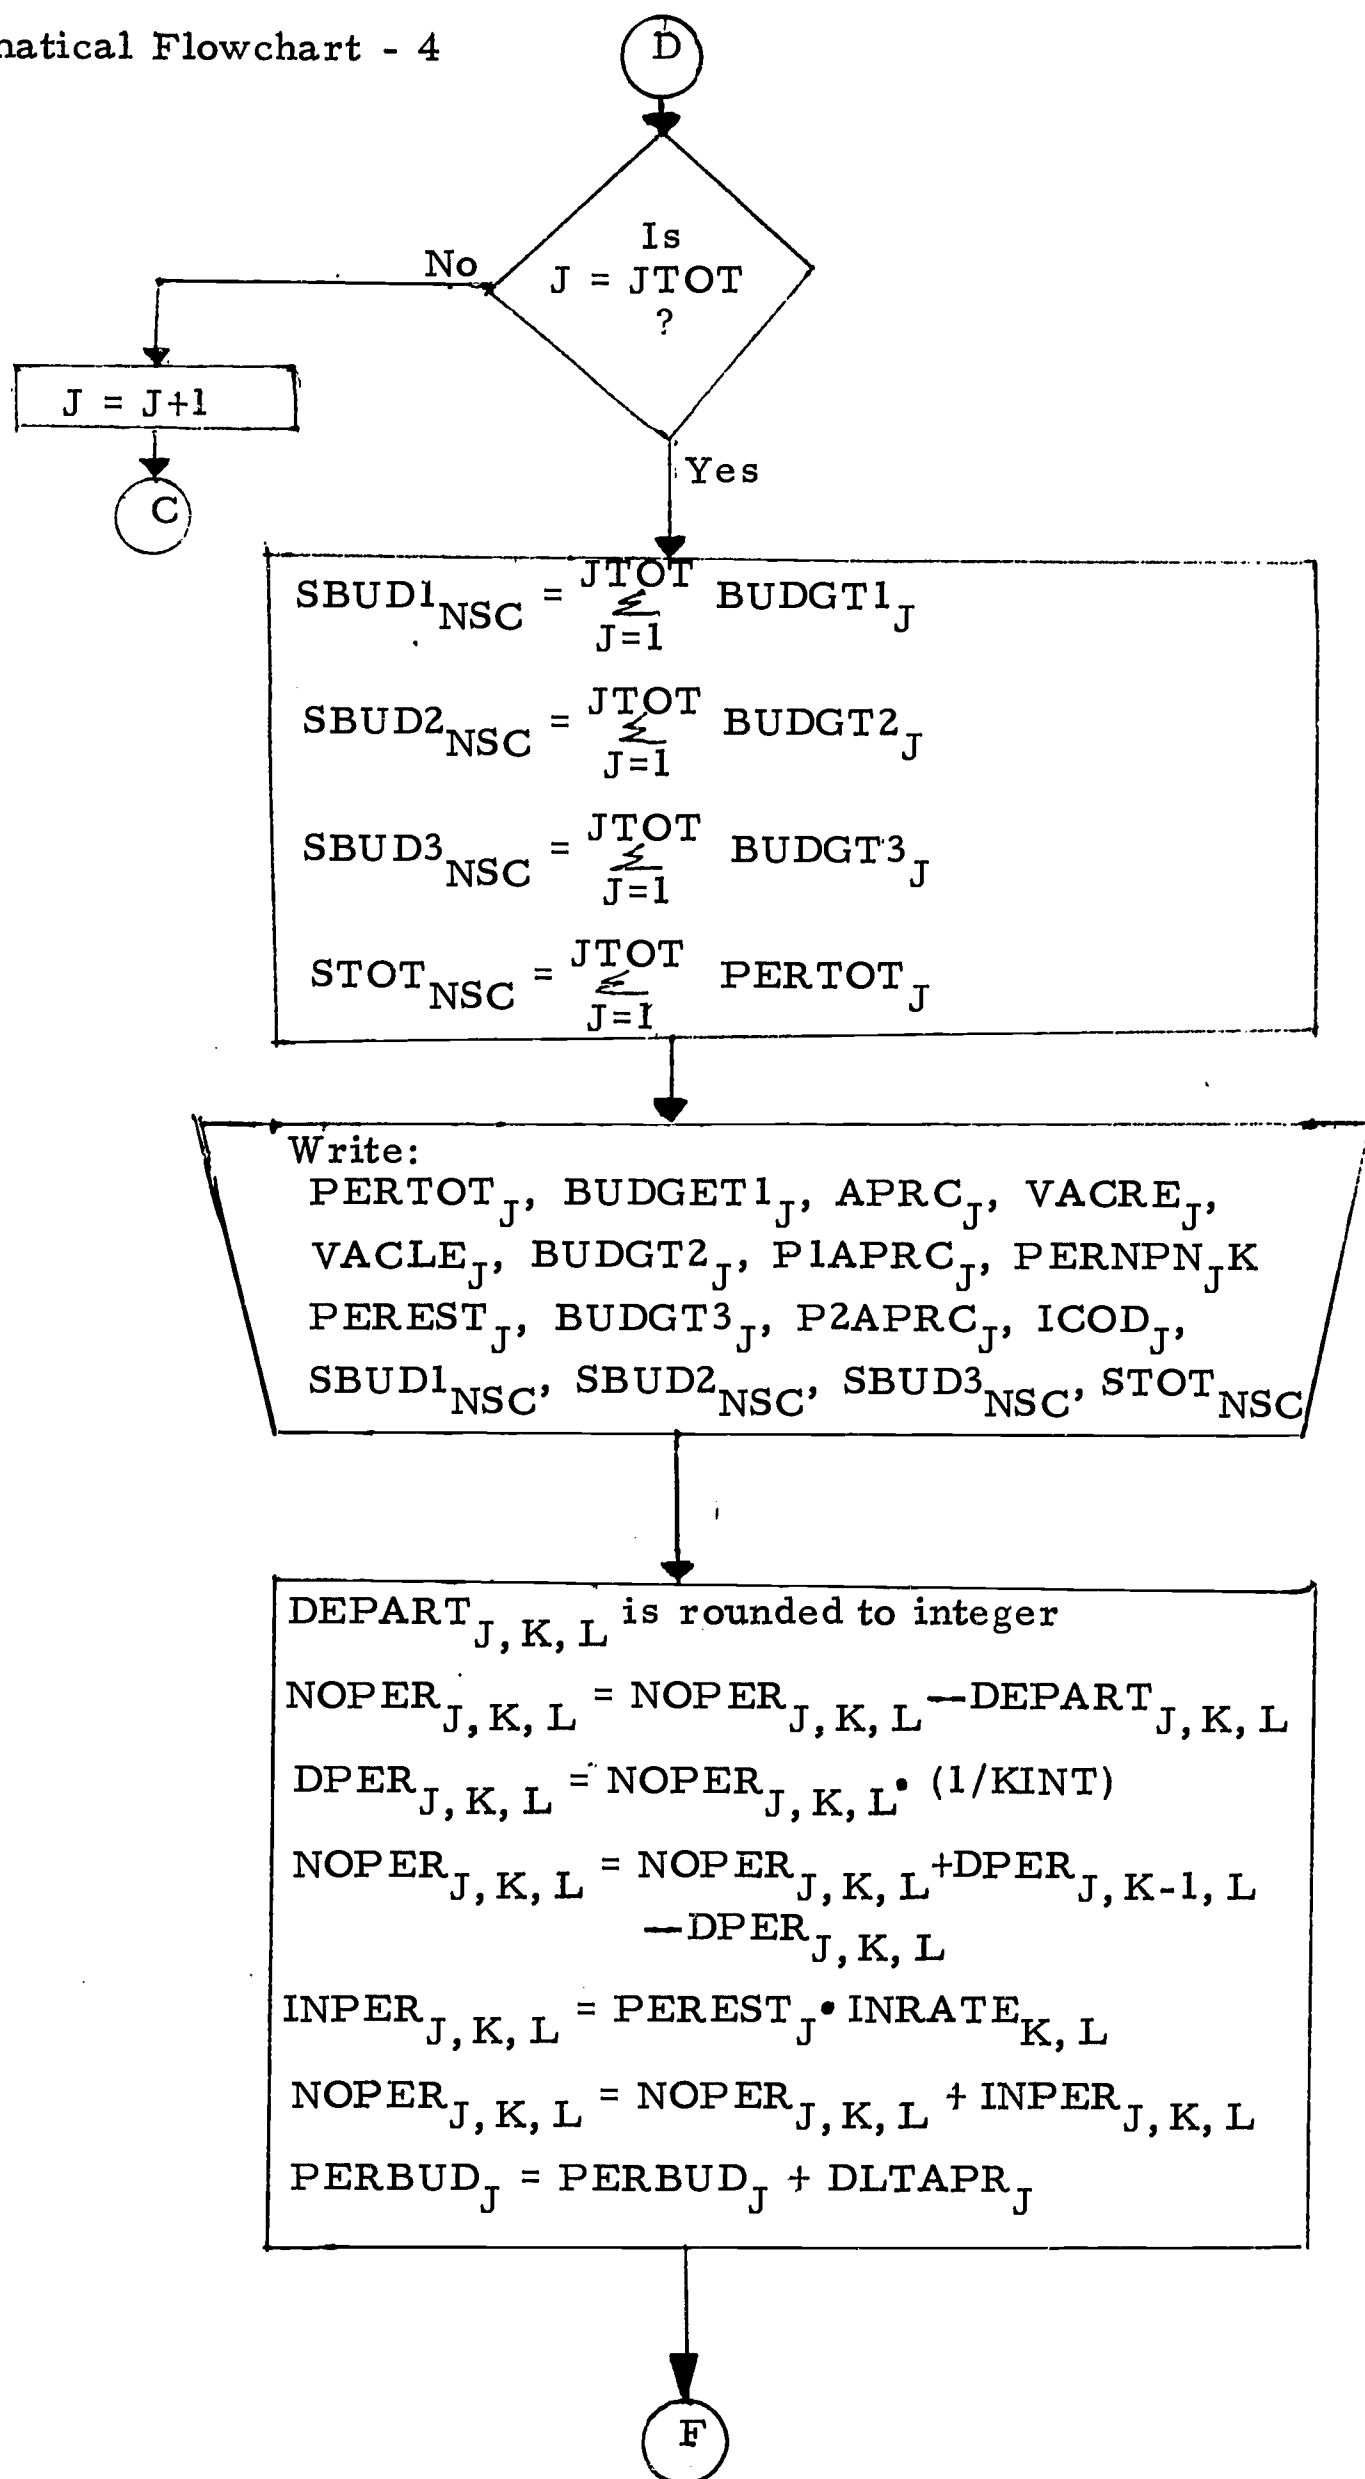 matical Flowchart - 4
D
Is
J = JTOT
?
No
J = J+1
C
Yes
JTOT
SBUD1NSC = Σ BUDGT1J
J=1
JTOT
SBUD2NSC = Σ BUDGT2J
J=1
JTOT
SBUD3NSC = Σ BUDGT3J
J=1
JTOT
STOTNSC = Σ PERTOTJ
J=1
Write:
PERTOTJ, BUDGET1J, APRCJ, VACREJ,
VACLEJ, BUDGT2J, P1APRCJ, PERNPNJK
PERESTJ, BUDGT3J, P2APRCJ, ICODJ,
SBUD1NSC, SBUD2NSC, SBUD3NSC, STOTNSC
DEPARTJ, K, L is rounded to integer
NOPERJ, K, L = NOPERJ, K, L —DEPARTJ, K, L
DPERJ, K, L = NOPERJ, K, L • (1/KINT)
NOPERJ, K, L = NOPERJ, K, L +DPERJ, K-1, L
—DPERJ, K, L
INPERJ, K, L = PERESTJ • INRATEK, L
NOPERJ, K, L = NOPERJ, K, L + INPERJ, K, L
PERBUDJ = PERBUDJ + DLTAPRJ
F